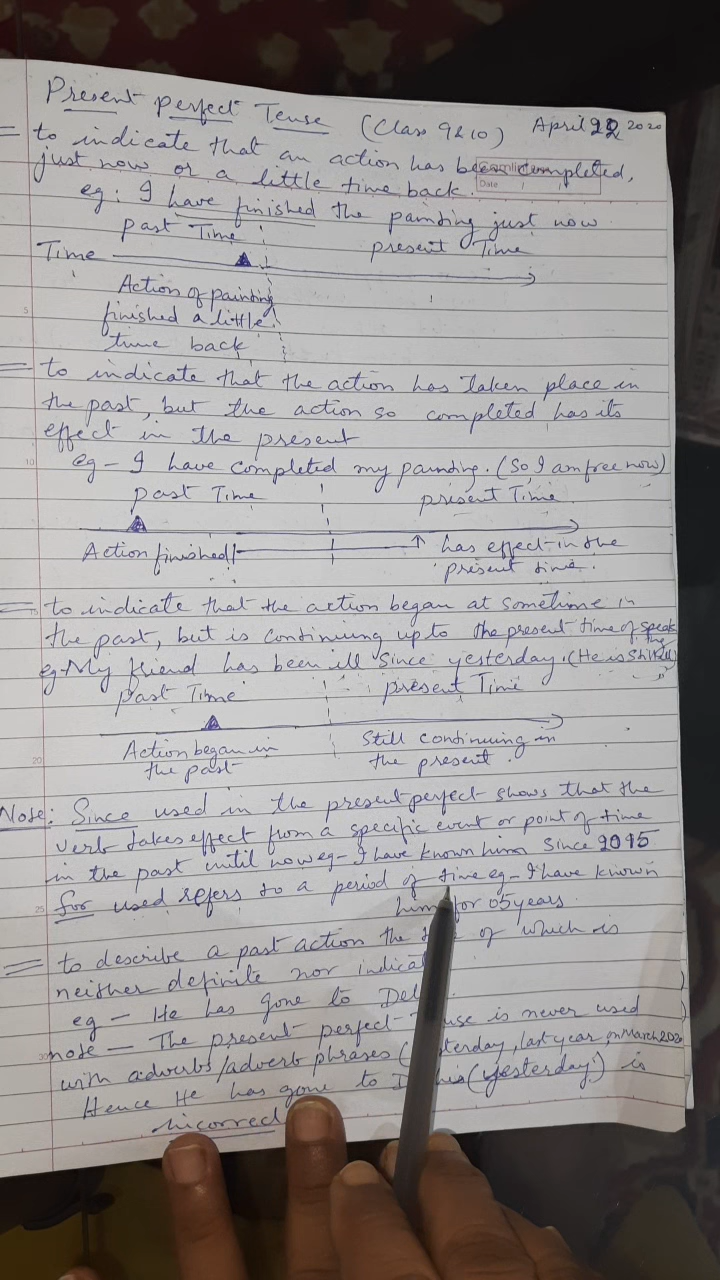 Present Perfect Tense (Class 9&10) April 22 2020
= to indicate that an action has been completed,
just now or a little time back.
Date
eg: I have finished the painting just now
past Time present Time
Time
Action of painting
finished a little
time back
= to indicate that the action has taken place in
the past, but the action so completed has its
effect in the present
eg - I have completed my painting. (So I am free now)
past Time present Time
Action finished has effect in the
present time.
= to indicate that the action began at sometime in
the past, but is continuing up to the present time of speak
eg - My friend has been ill since yesterday. (He is still ill)
past Time present Time
Action began in Still continuing in
the past the present.
Note: Since used in the present perfect shows that the
verb takes effect from a specific event or point of time
in the past until now eg - I have known him since 2015
for used refers to a period of time eg - I have known
him for 05 years.
= to describe a past action the of which is
neither definite nor
eg - He has gone to
note - The present perfect is never used
with adverbs/adverb phrases ( last year, on March 2020
Hence He has gone to (yesterday) is
incorrect